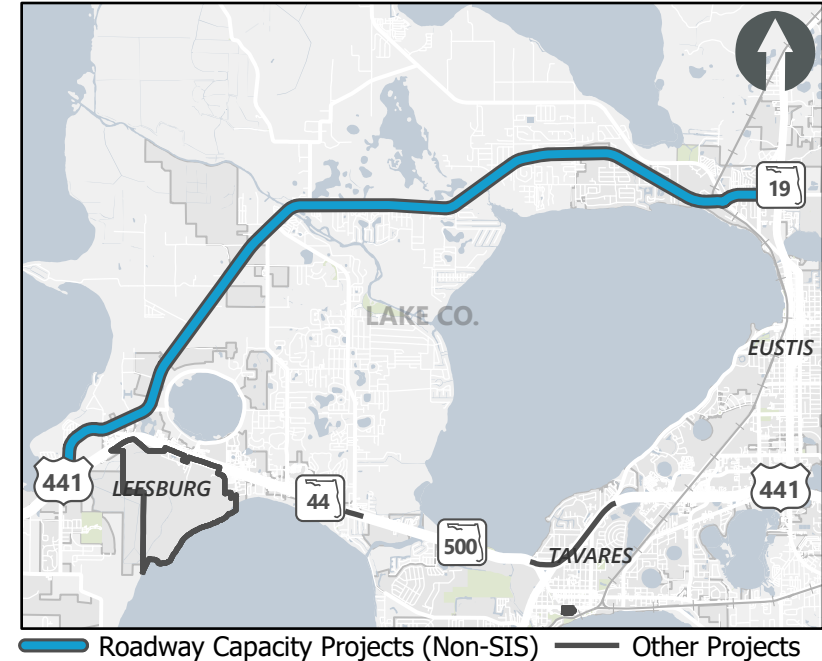 19
LAKE CO.
EUSTIS
441
LEESBURG
44
441
500
TAVARES
Roadway Capacity Projects (Non-SIS)
Other Projects